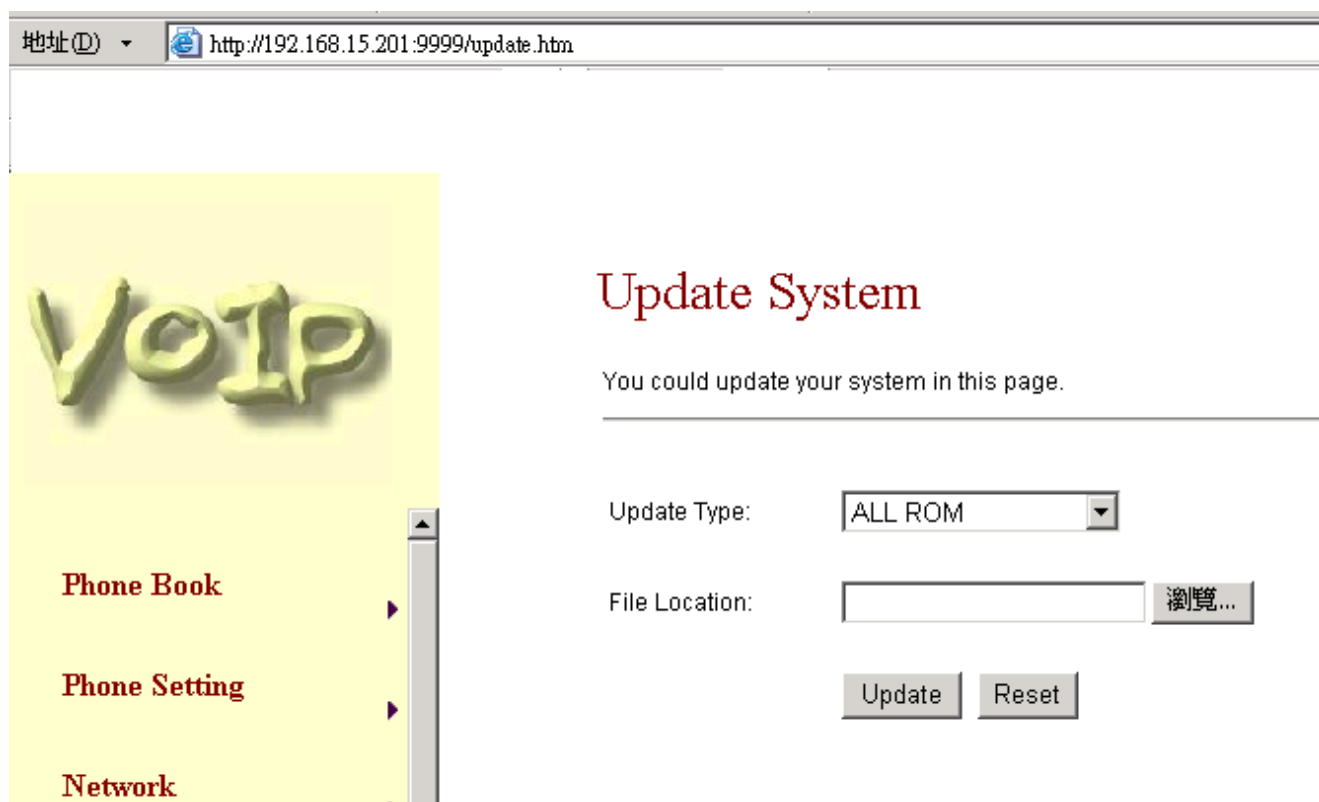 地址(D)
http://192.168.15.201:9999/update.htm
VoIP
Update System
You could update your system in this page.
Update Type:
ALL ROM
File Location:
瀏覽...
Update
Reset
Phone Book
Phone Setting
Network